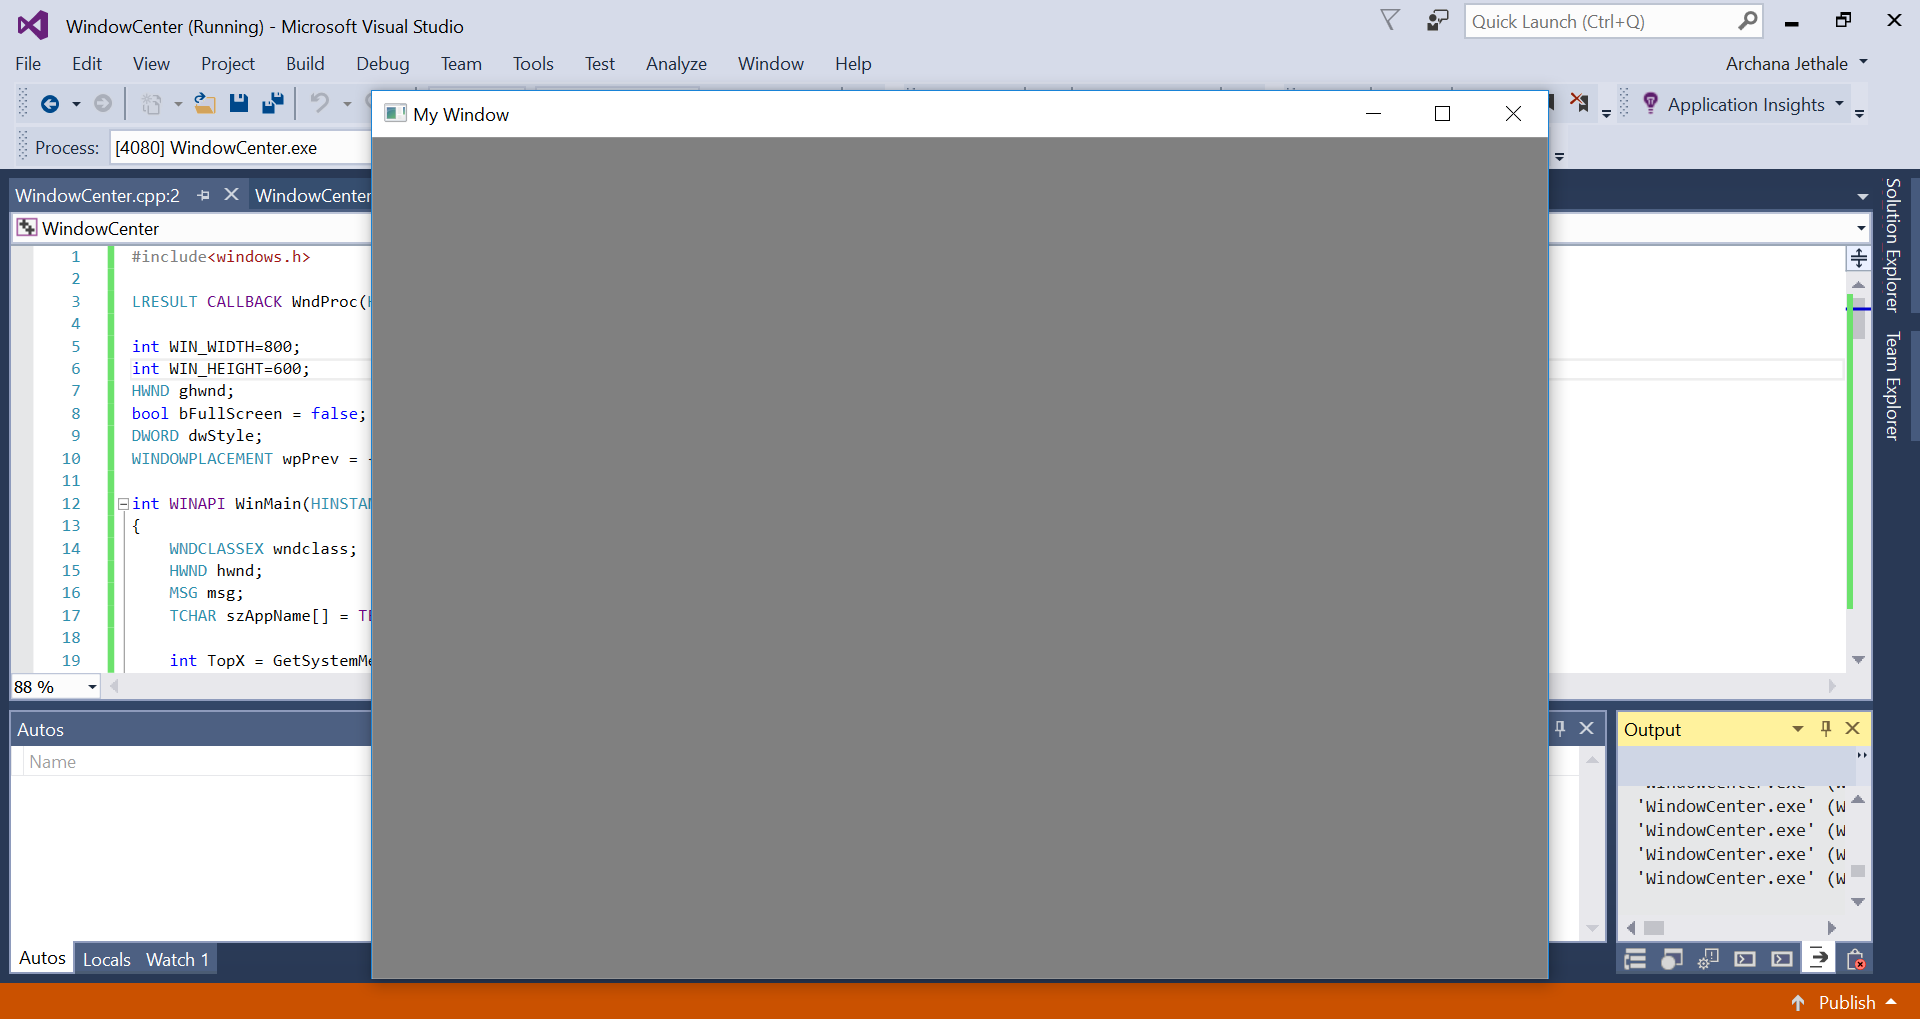 WindowCenter (Running) - Microsoft Visual Studio
Quick Launch (Ctrl+Q)
File Edit View Project Build Debug Team Tools Test Analyze Window Help
Archana Jethale
Application Insights
Process: [4080] WindowCenter.exe
My Window
WindowCenter.cpp:2 WindowCenter
WindowCenter
1 #include<windows.h>
2
3 LRESULT CALLBACK WndProc(
4
5 int WIN_WIDTH=800;
6 int WIN_HEIGHT=600;
7 HWND ghwnd;
8 bool bFullScreen = false;
9 DWORD dwStyle;
10 WINDOWPLACEMENT wpPrev =
11
12 int WINAPI WinMain(HINSTAN
13 {
14 WNDCLASSEX wndclass;
15 HWND hwnd;
16 MSG msg;
17 TCHAR szAppName[] = TE
18
19 int TopX = GetSystemMe
88 %
Solution Explorer
Team Explorer
Autos
Name
Autos Locals Watch 1
Output
'WindowCenter.exe' (W
'WindowCenter.exe' (W
'WindowCenter.exe' (W
'WindowCenter.exe' (W
'WindowCenter.exe' (W
Publish